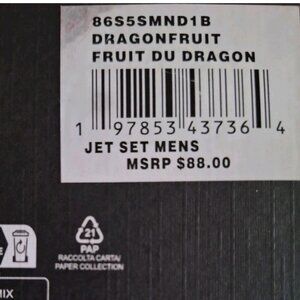 86S5SMND1B
DRAGONFRUIT
FRUIT DU DRAGON
1 97853 43736 4
JET SET MENS
MSRP $88.00
21
PAP
RACCOLTA CARTA/
PAPER COLLECTION
MIX